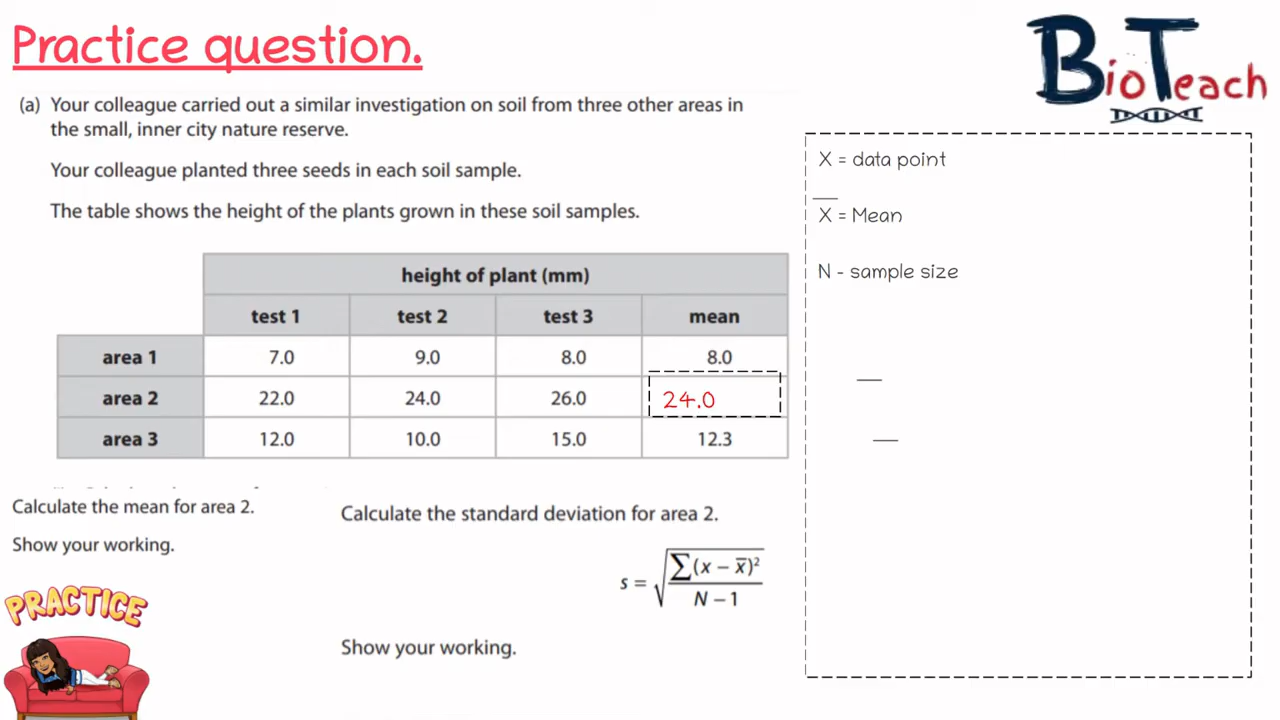 Practice question.
BioTeach
(a) Your colleague carried out a similar investigation on soil from three other areas in
the small, inner city nature reserve.
Your colleague planted three seeds in each soil sample.
The table shows the height of the plants grown in these soil samples.
height of plant (mm)
test 1 test 2 test 3 mean
area 1 7.0 9.0 8.0 8.0
area 2 22.0 24.0 26.0 24.0
area 3 12.0 10.0 15.0 12.3
Calculate the mean for area 2.
Show your working.
Calculate the standard deviation for area 2.
s = √(∑(x – x̅)² / N – 1)
Show your working.
PRACTICE
X = data point
X̅ = Mean
N - sample size